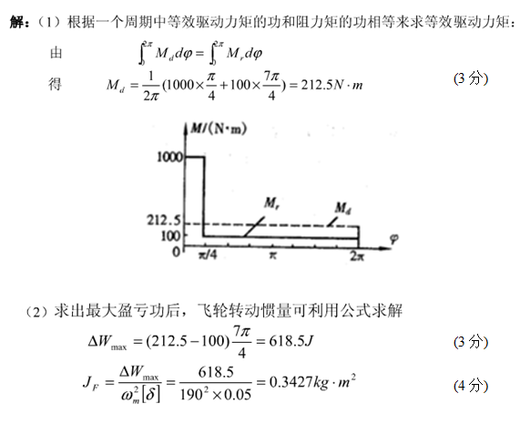 解:（1）根据一个周期中等效驱动力矩的功和阻力矩的功相等来求等效驱动力矩:
由 ∫₀^{2π} M_d dφ = ∫₀^{2π} M_r dφ
得 M_d = 1/2π (1000×π/4+100×7π/4) = 212.5N·m (3分)
M/(N·m)
1000
M_r M_d
212.5
100
0 π/4 π 2π φ
（2）求出最大盈亏功后，飞轮转动惯量可利用公式求解
ΔW_max = (212.5−100) 7π/4 = 618.5J (3分)
J_F = ΔW_max/ω_m²[δ] = 618.5/190²×0.05 = 0.3427kg·m² (4分)